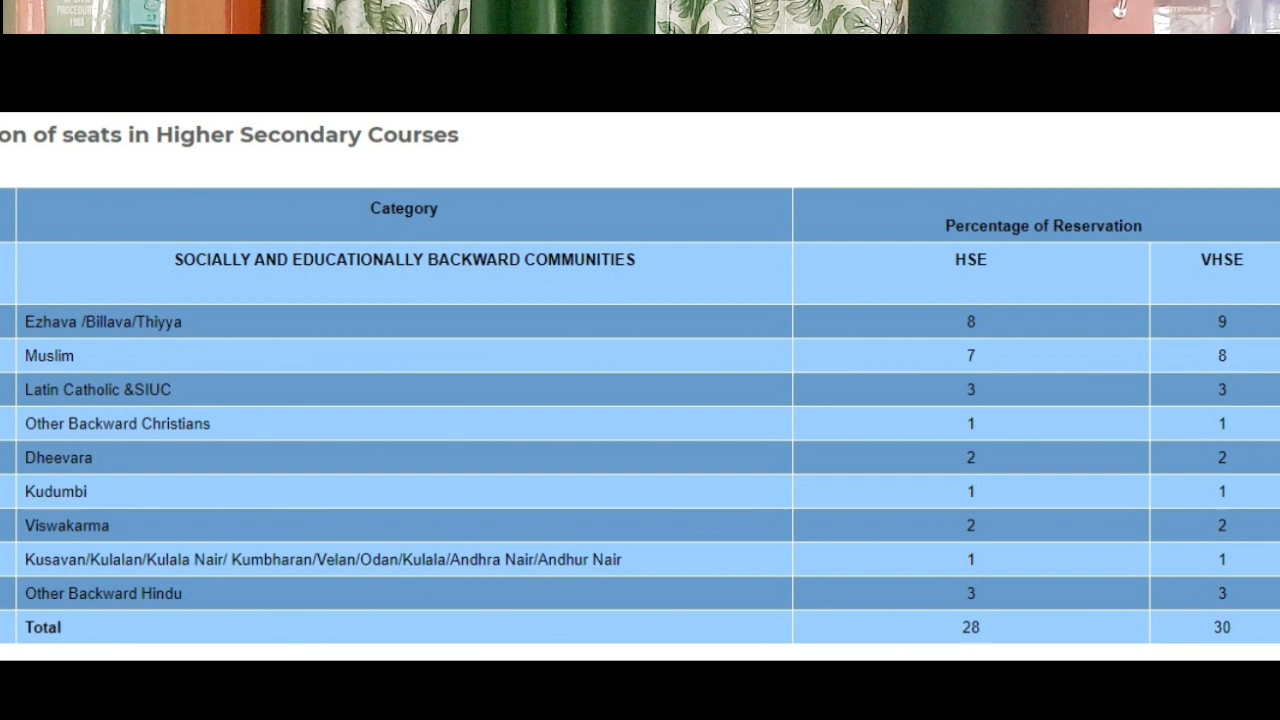 PROCEDURE
on of seats in Higher Secondary Courses
Category
Percentage of Reservation
SOCIALLY AND EDUCATIONALLY BACKWARD COMMUNITIES HSE VHSE
Ezhava /Billava/Thiyya 8 9
Muslim 7 8
Latin Catholic &SIUC 3 3
Other Backward Christians 1 1
Dheevara 2 2
Kudumbi 1 1
Viswakarma 2 2
Kusavan/Kulalan/Kulala Nair/ Kumbharan/Velan/Odan/Kulala/Andhra Nair/Andhur Nair 1 1
Other Backward Hindu 3 3
Total 28 30